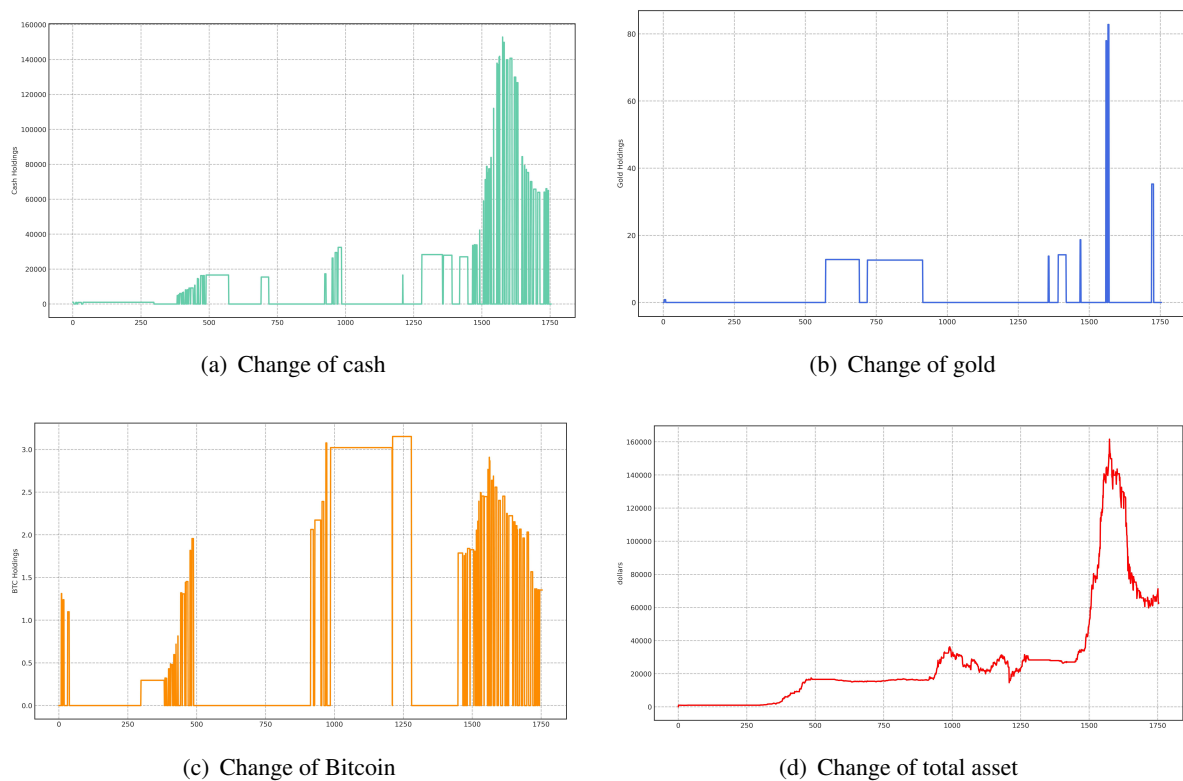 160000
140000
120000
100000
80000
60000
40000
20000
0
Cash Holdings
0 250 500 750 1000 1250 1500 1750
(a) Change of cash
80
60
40
20
0
Gold Holdings
0 250 500 750 1000 1250 1500 1750
(b) Change of gold
3.0
2.5
2.0
1.5
1.0
0.5
0.0
BTC Holdings
0 250 500 750 1000 1250 1500 1750
(c) Change of Bitcoin
160000
140000
120000
100000
80000
60000
40000
20000
0
dollars
0 250 500 750 1000 1250 1500 1750
(d) Change of total asset